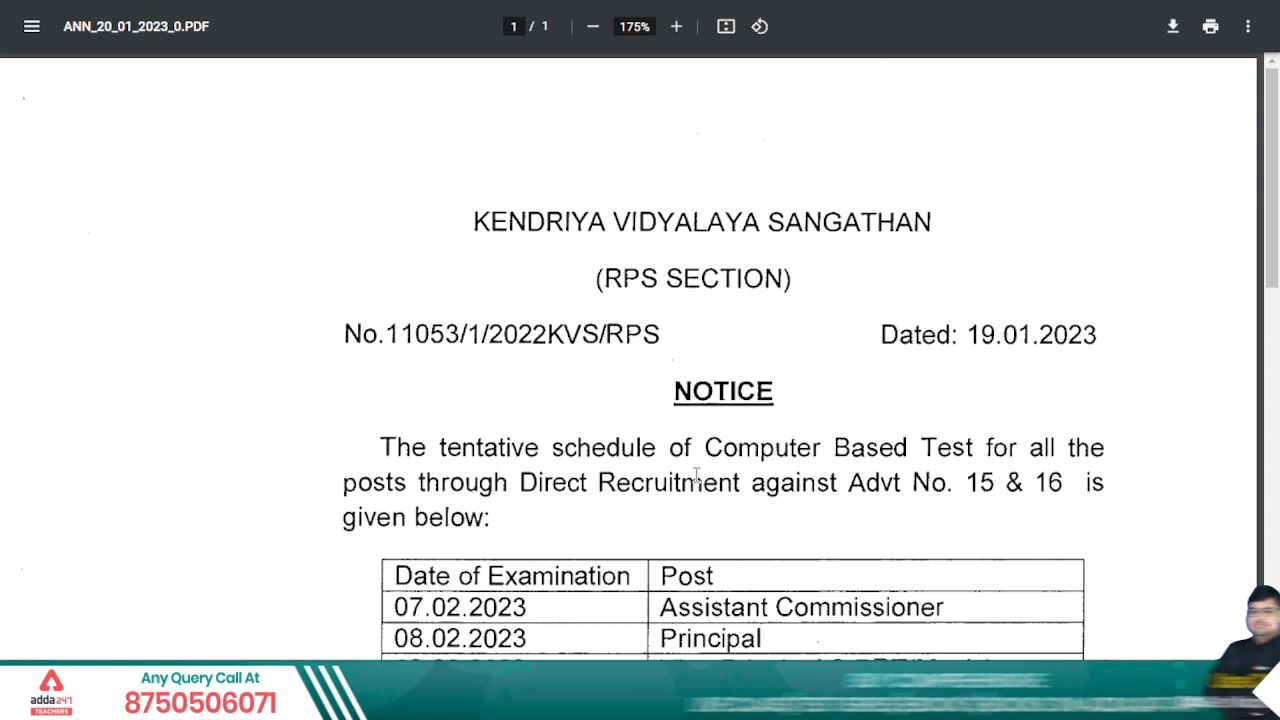 ANN_20_01_2023_0.PDF
1 / 1
175%
KENDRIYA VIDYALAYA SANGATHAN
(RPS SECTION)
No.11053/1/2022KVS/RPS Dated: 19.01.2023
NOTICE
The tentative schedule of Computer Based Test for all the
posts through Direct Recruitment against Advt No. 15 & 16 is
given below:
Date of Examination Post
07.02.2023 Assistant Commissioner
08.02.2023 Principal
adda247
TEACHERS
Any Query Call At
8750506071